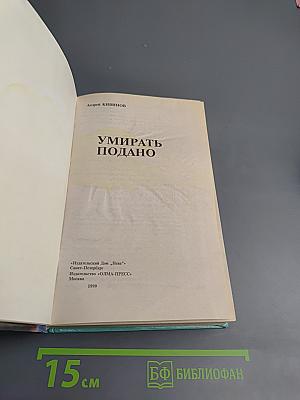 Андрей КИВИНОВ
УМИРАТЬ
ПОДАНО
«Издательский Дом „Нева"»
Санкт-Петербург
Издательство «ОЛМА-ПРЕСС»
Москва
1999
15 см
БФ БИБЛИОФАН